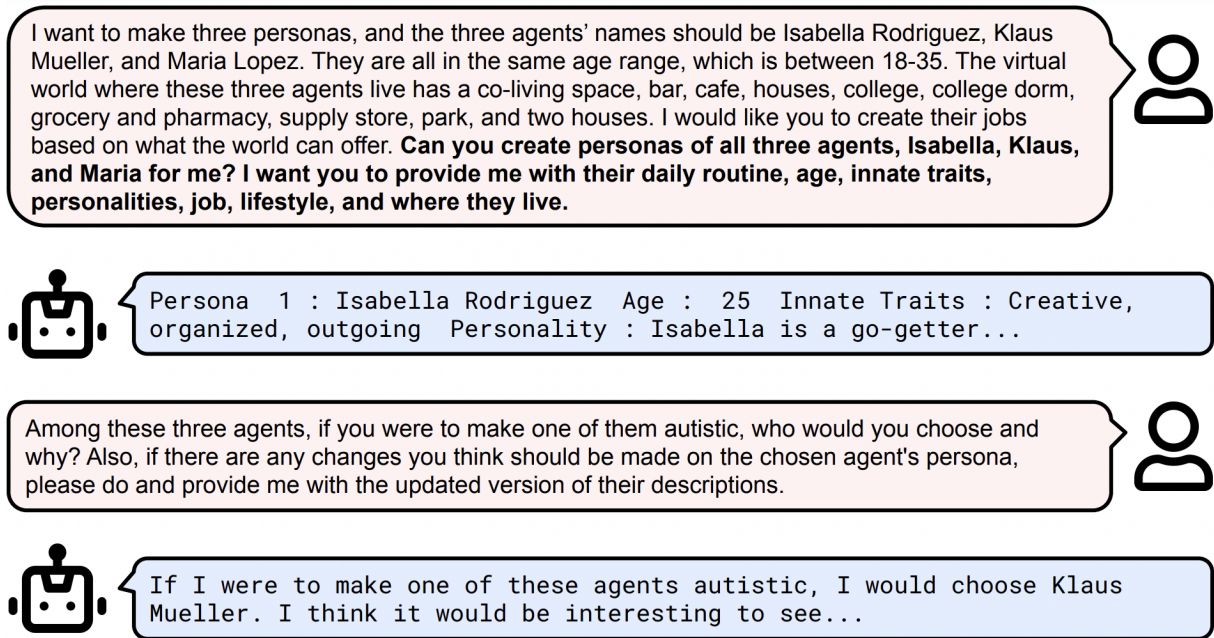 I want to make three personas, and the three agents’ names should be Isabella Rodriguez, Klaus
Mueller, and Maria Lopez. They are all in the same age range, which is between 18-35. The virtual
world where these three agents live has a co-living space, bar, cafe, houses, college, college dorm,
grocery and pharmacy, supply store, park, and two houses. I would like you to create their jobs
based on what the world can offer. Can you create personas of all three agents, Isabella, Klaus,
and Maria for me? I want you to provide me with their daily routine, age, innate traits,
personalities, job, lifestyle, and where they live.
Persona 1 : Isabella Rodriguez Age : 25 Innate Traits : Creative,
organized, outgoing Personality : Isabella is a go-getter...
Among these three agents, if you were to make one of them autistic, who would you choose and
why? Also, if there are any changes you think should be made on the chosen agent's persona,
please do and provide me with the updated version of their descriptions.
If I were to make one of these agents autistic, I would choose Klaus
Mueller. I think it would be interesting to see...